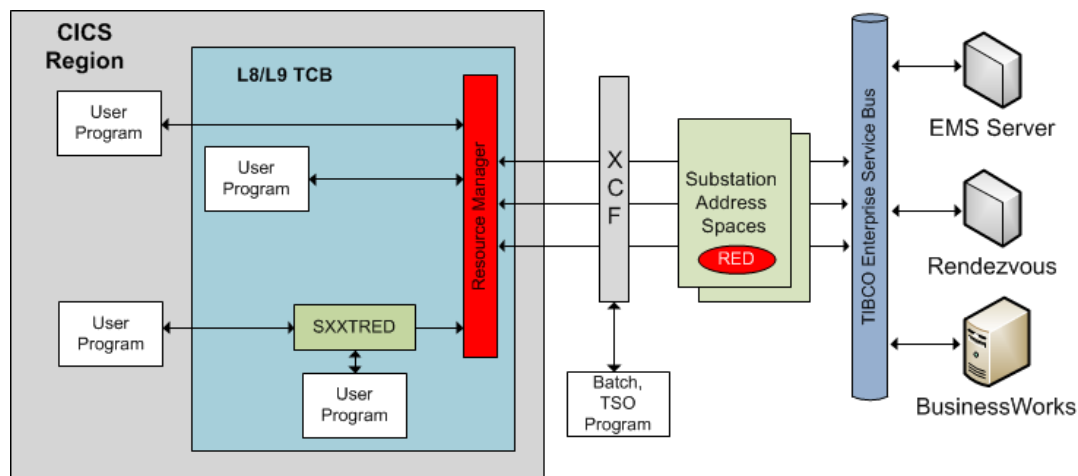 CICS
Region
L8/L9 TCB
User
Program
User
Program
User
Program
SXXTRED
User
Program
Resource Manager
X
C
F
Batch,
TSO
Program
Substation
Address
Spaces
RED
TIBCO Enterprise Service Bus
EMS Server
Rendezvous
BusinessWorks